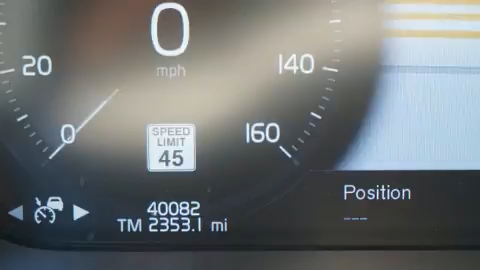 0
mph
20
140
0
160
SPEED
LIMIT
45
40082
TM 2353.1 mi
Position
---